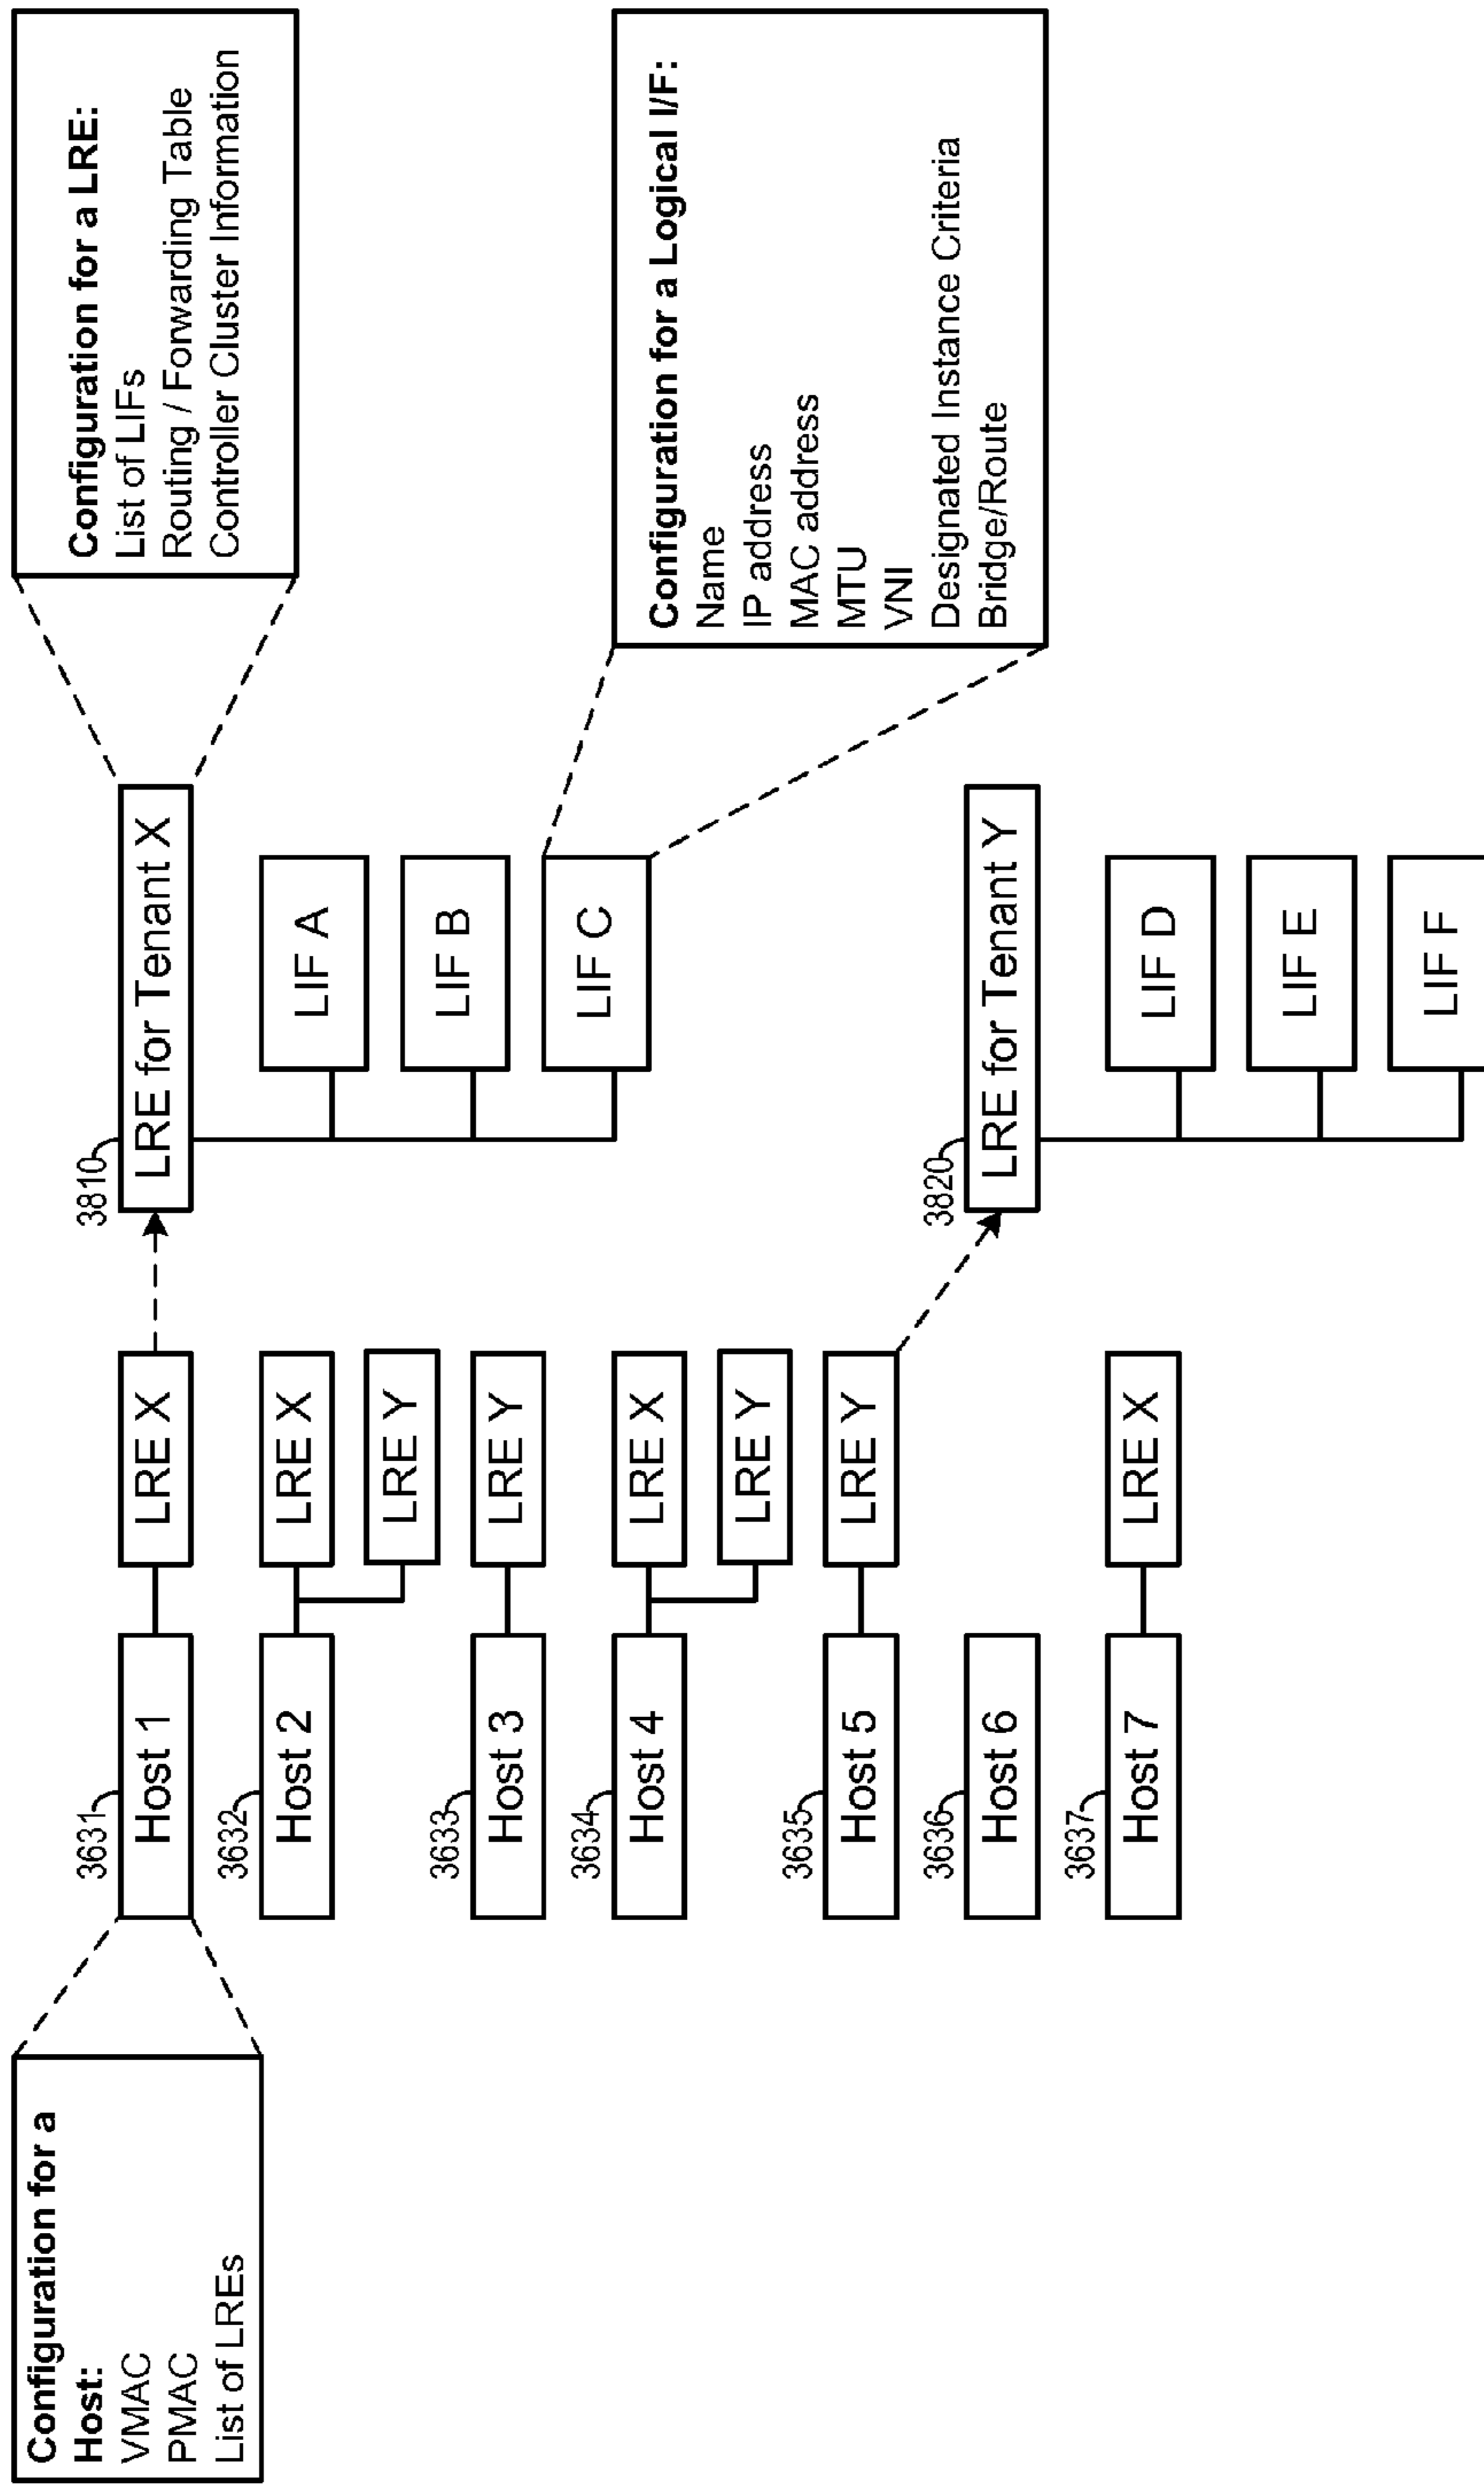 Configuration for a
Host:
VMAC
PMAC
List of LREs
3631
Host 1
LRE X
3632
Host 2
LRE X
LRE Y
3633
Host 3
LRE Y
3634
Host 4
LRE X
LRE Y
3635
Host 5
LRE Y
3636
Host 6
3637
Host 7
LRE X
3810
LRE for Tenant X
LIF A
LIF B
LIF C
3820
LRE for Tenant Y
LIF D
LIF E
LIF F
Configuration for a LRE:
List of LIFs
Routing / Forwarding Table
Controller Cluster Information
Configuration for a Logical I/F:
Name
IP address
MAC address
MTU
VNI
Designated Instance Criteria
Bridge/Route